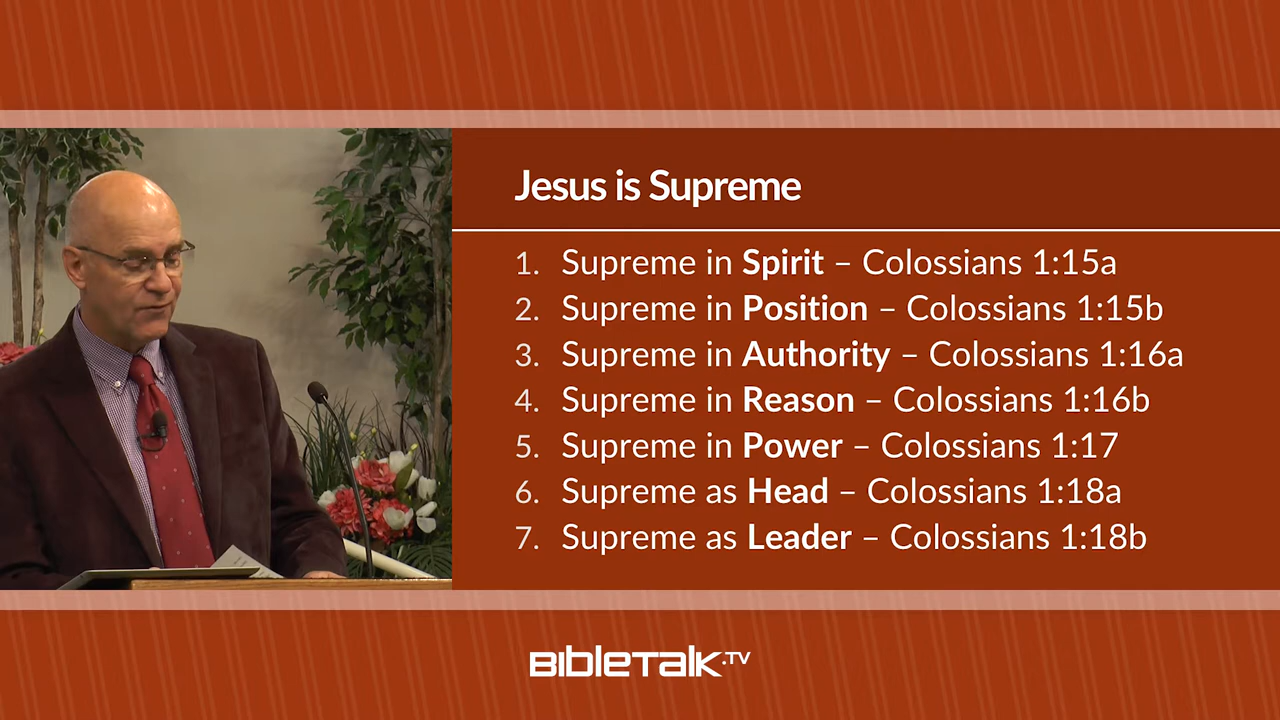 Jesus is Supreme
1. Supreme in Spirit – Colossians 1:15a
2. Supreme in Position – Colossians 1:15b
3. Supreme in Authority – Colossians 1:16a
4. Supreme in Reason – Colossians 1:16b
5. Supreme in Power – Colossians 1:17
6. Supreme as Head – Colossians 1:18a
7. Supreme as Leader – Colossians 1:18b
BIBLETALK.TV